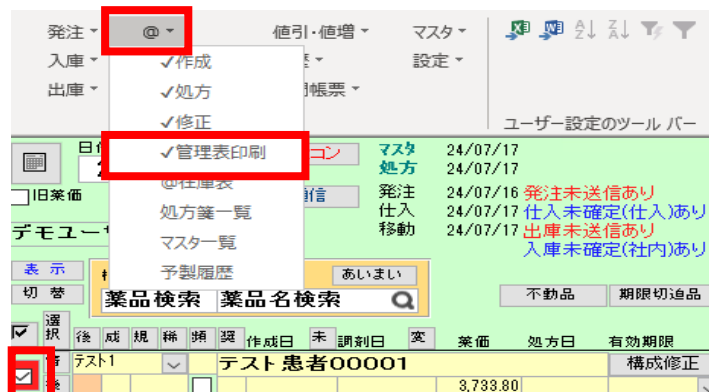 発注 @ 値引・値増 マスタ
入庫 ✓作成 設定
出庫 ✓処方 帳票
✓修正 ユーザー設定のツール バー
✓管理表印刷 コン マスタ 24/07/17
処方 24/07/17
旧薬価 @在庫表 発注 24/07/16 発注未送信あり
処方箋一覧 仕入 24/07/17 仕入未確定(仕入)あり
デモユー マスター覧 移動 24/07/17 出庫未送信あり
入庫未確定(社内)あり
表示 予製履歴 あいまい
切替 薬品検索 薬品名検索 不動品 期限切迫品
選択 後 成 規 稀 頻 奨 作成日 未 調剤日 変 薬価 処方日 有効期限
テスト1 テスト患者00001 構成修正
3,733.80